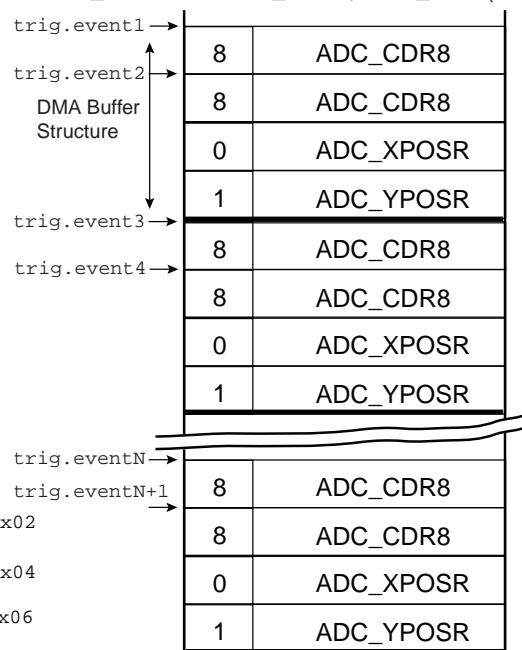 trig.event1
8 ADC_CDR8
trig.event2
8 ADC_CDR8
DMA Buffer
Structure
0 ADC_XPOSR
1 ADC_YPOSR
trig.event3
8 ADC_CDR8
trig.event4
8 ADC_CDR8
0 ADC_XPOSR
1 ADC_YPOSR
trig.eventN
8 ADC_CDR8
trig.eventN+1
x02
8 ADC_CDR8
x04
0 ADC_XPOSR
x06
1 ADC_YPOSR